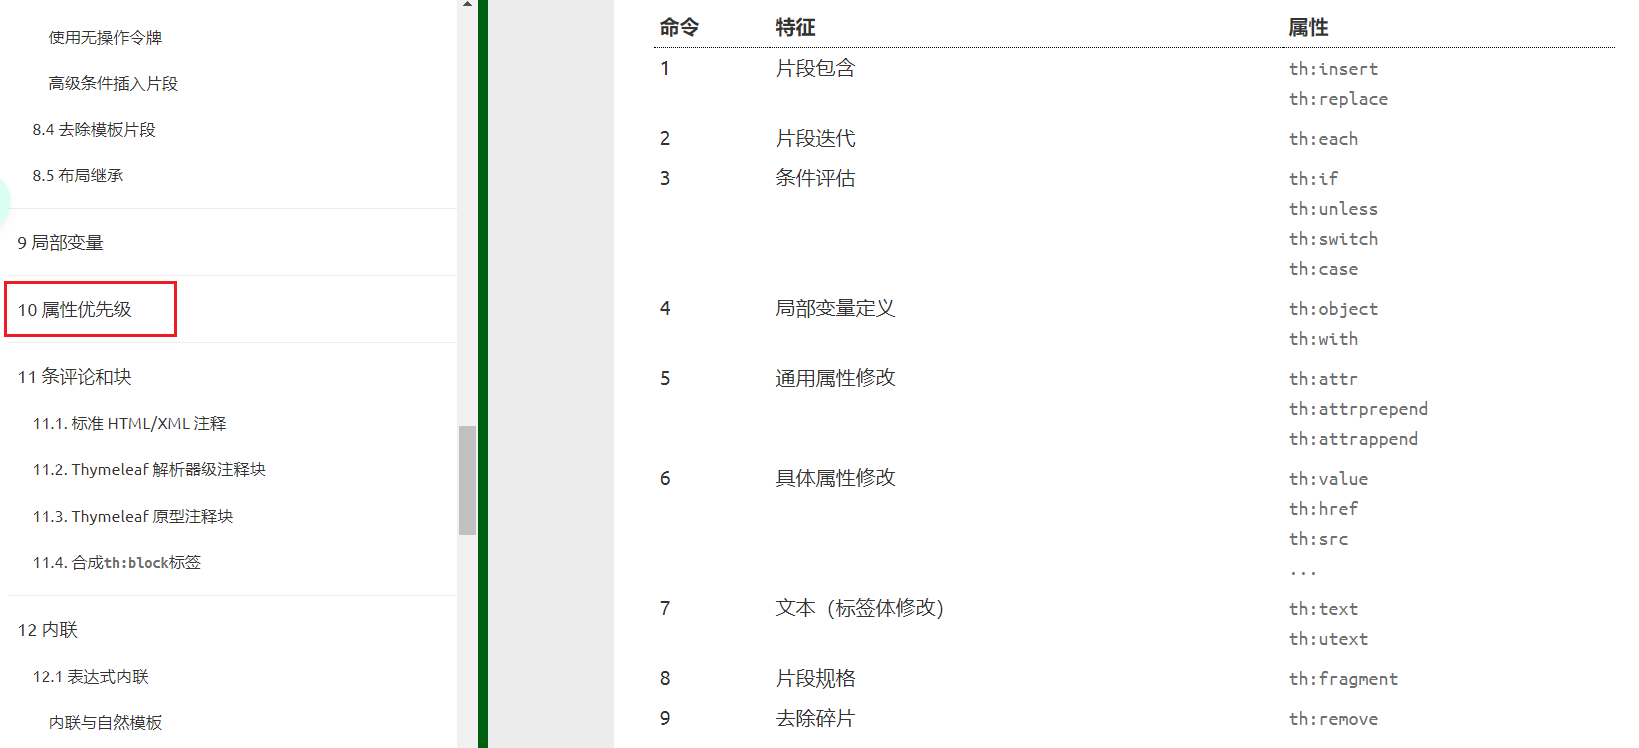 使用无操作令牌
高级条件插入片段
8.4 去除模板片段
8.5 布局继承
9 局部变量
10 属性优先级
11 条评论和块
11.1. 标准 HTML/XML 注释
11.2. Thymeleaf 解析器级注释块
11.3. Thymeleaf 原型注释块
11.4. 合成th:block标签
12 内联
12.1 表达式内联
内联与自然模板
命令 特征 属性
1 片段包含 th:insert
th:replace
2 片段迭代 th:each
3 条件评估 th:if
th:unless
th:switch
th:case
4 局部变量定义 th:object
th:with
5 通用属性修改 th:attr
th:attrprepend
th:attrappend
6 具体属性修改 th:value
th:href
th:src
...
7 文本（标签体修改） th:text
th:utext
8 片段规格 th:fragment
9 去除碎片 th:remove